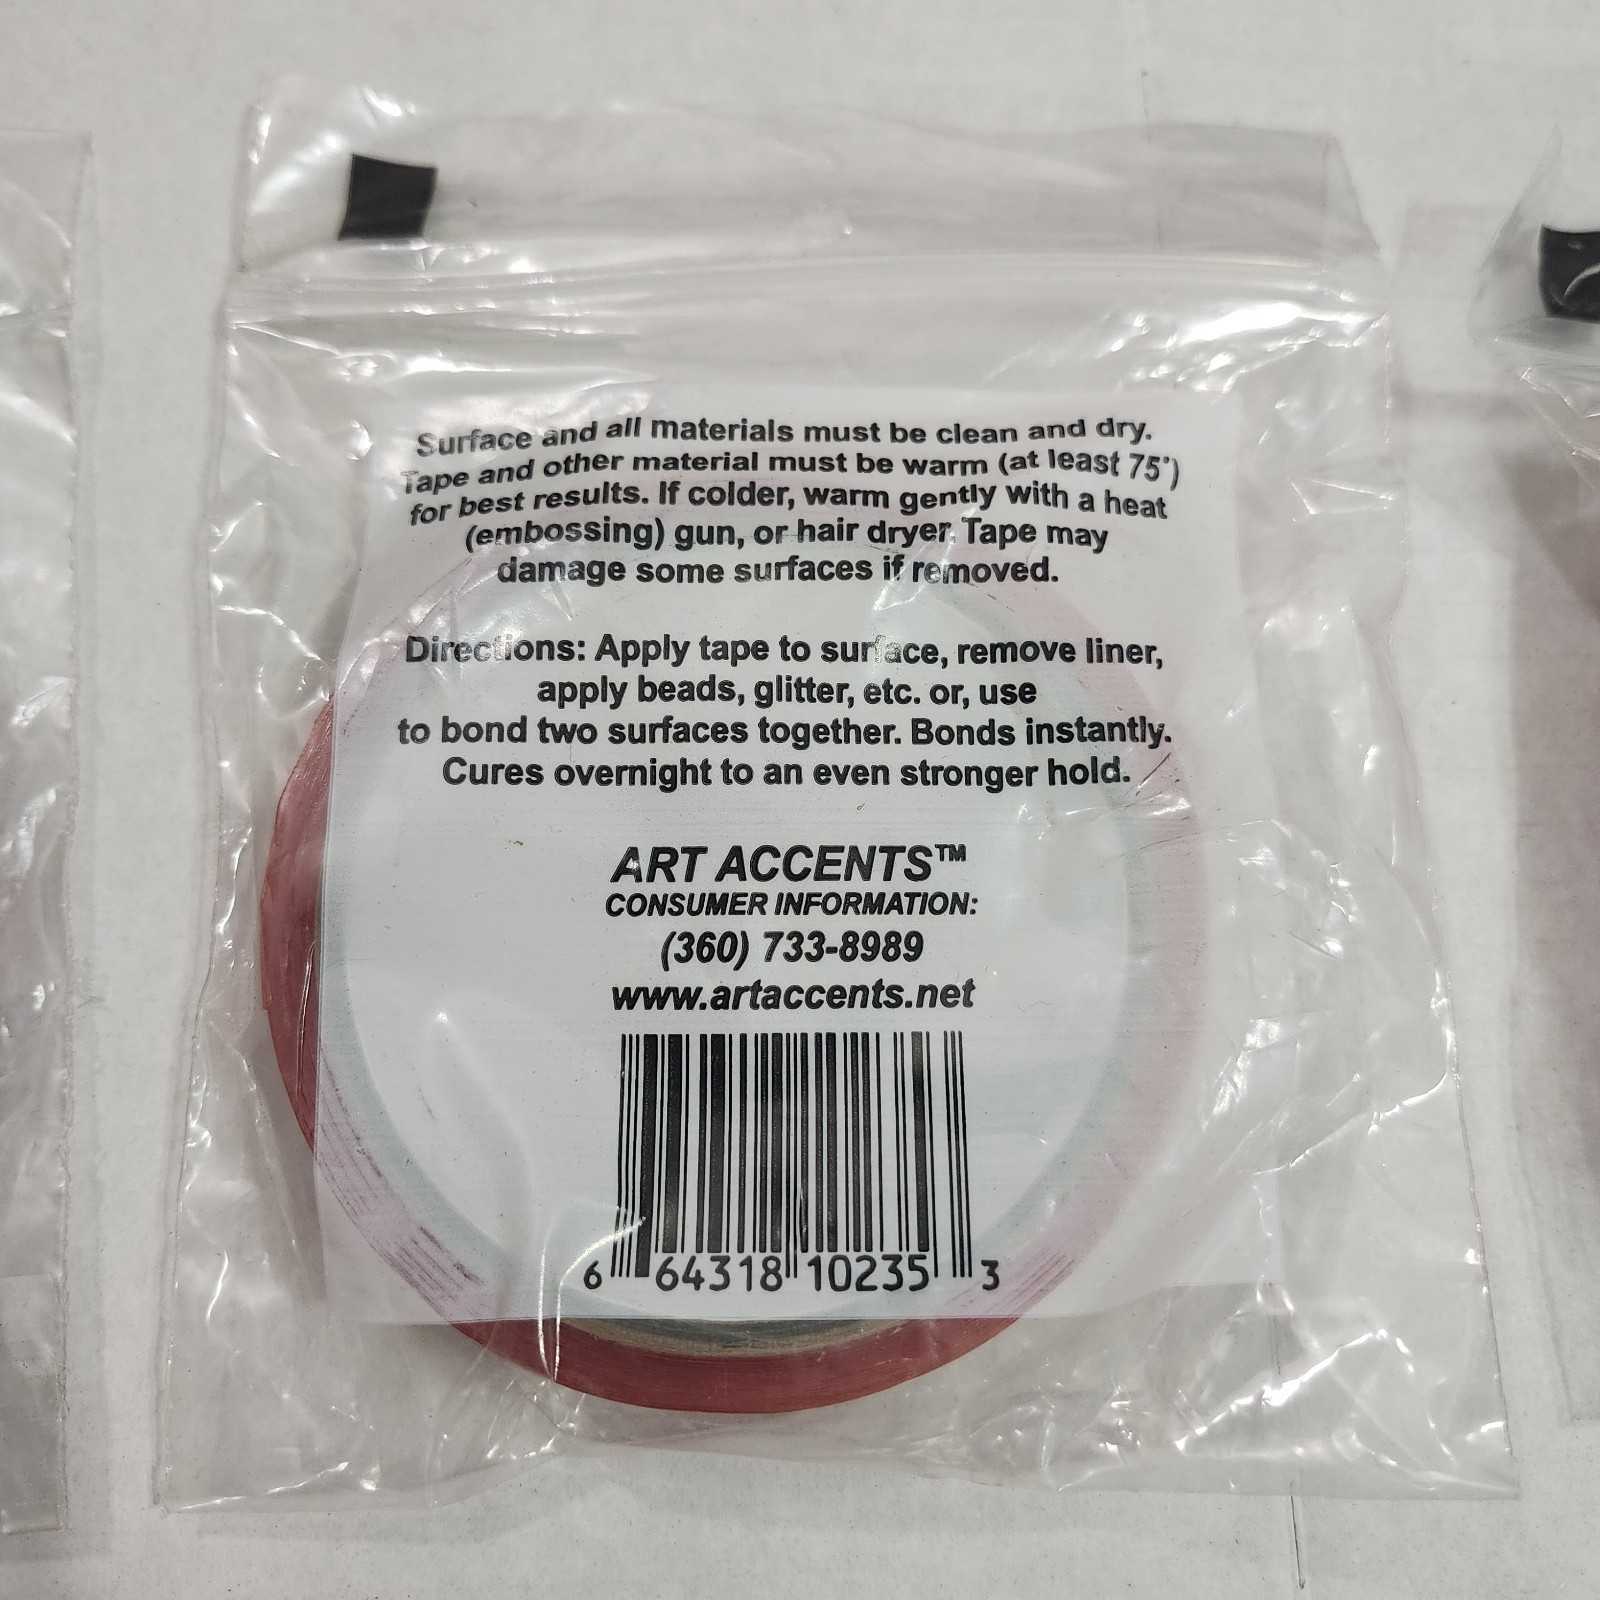 Surface and all materials must be clean and dry.
Tape and other material must be warm (at least 75°)
for best results. If colder, warm gently with a heat
(embossing) gun, or hair dryer. Tape may
damage some surfaces if removed.
Directions: Apply tape to surface, remove liner,
apply beads, glitter, etc. or, use
to bond two surfaces together. Bonds instantly.
Cures overnight to an even stronger hold.
ART ACCENTS™
CONSUMER INFORMATION:
(360) 733-8989
www.artaccents.net
6 64318 10235 3